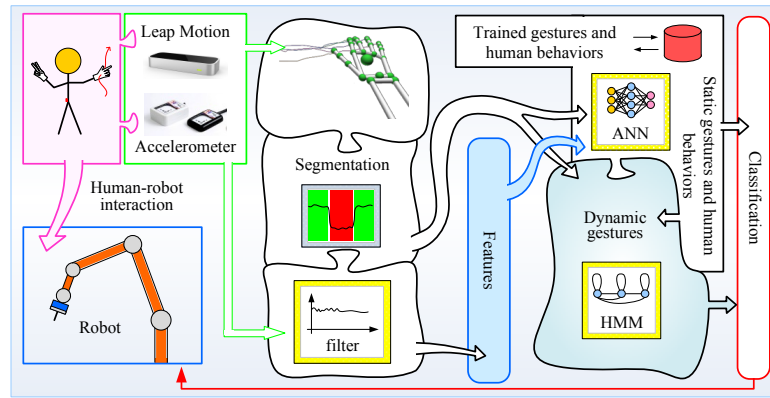 Leap Motion
Accelerometer
Human-robot
interaction
Robot
Segmentation
filter
Features
Trained gestures and
human behaviors
ANN
Static gestures and human
behaviors
Dynamic
gestures
HMM
Classification